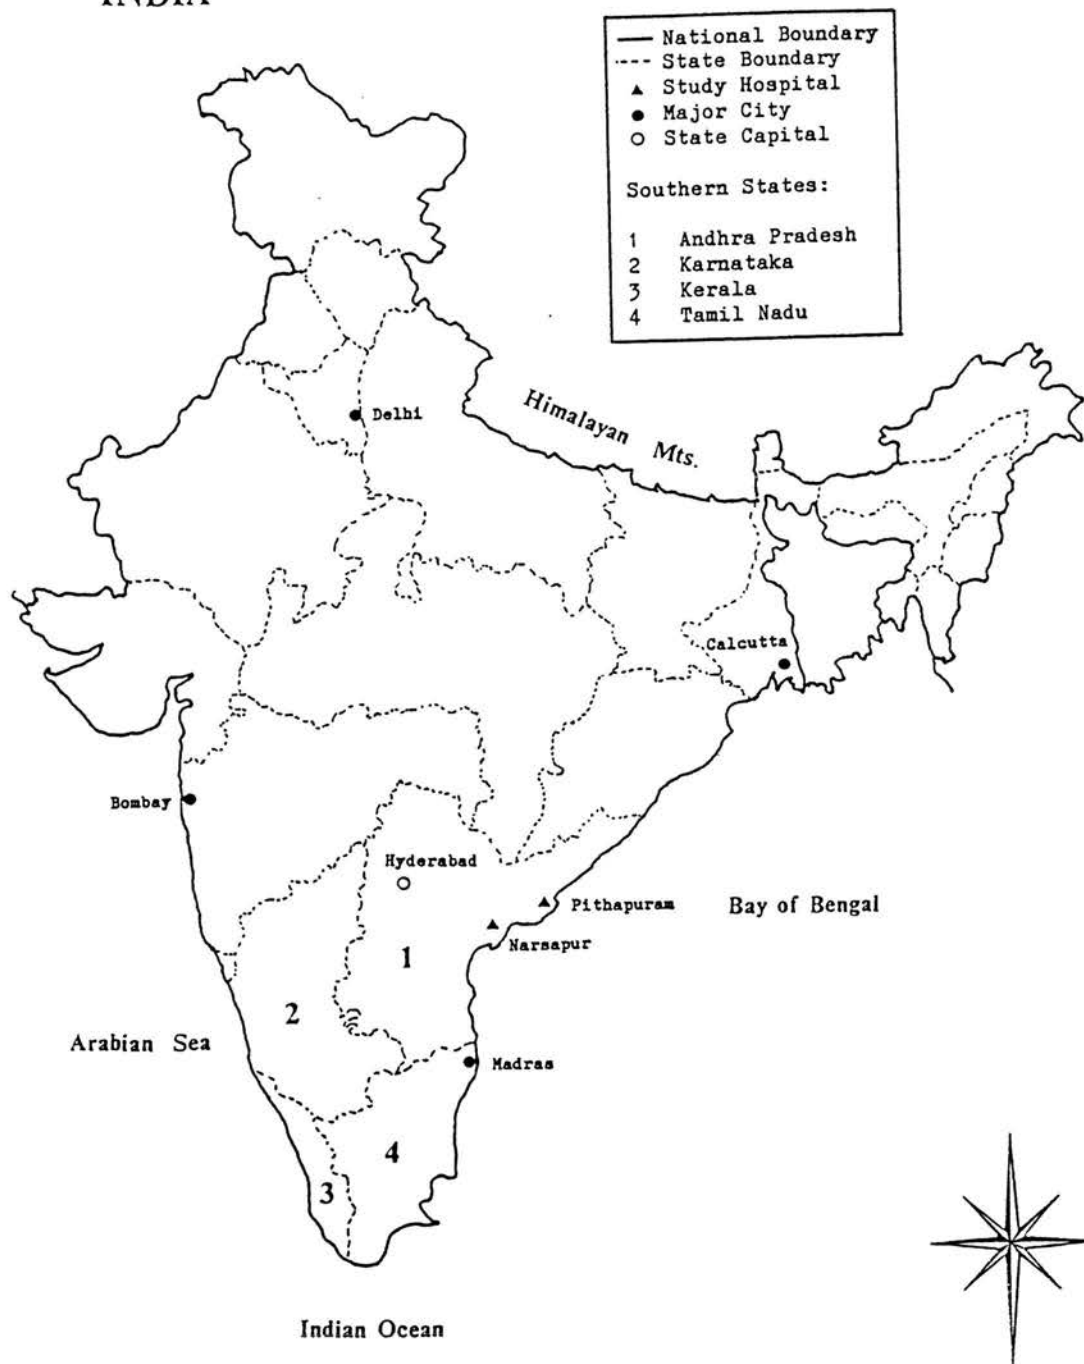 INDIA
National Boundary
State Boundary
Study Hospital
Major City
State Capital
Southern States:
1 Andhra Pradesh
2 Karnataka
3 Kerala
4 Tamil Nadu
Delhi
Himalayan Mts.
Calcutta
Bombay
Hyderabad
Pithapuram
Bay of Bengal
Narsapur
1
2
Arabian Sea
Madras
4
3
Indian Ocean